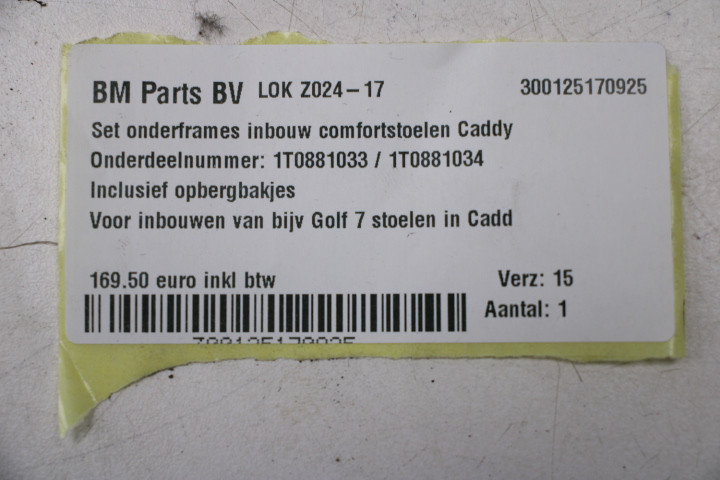 BM Parts BV LOK Z024-17 300125170925
Set onderframes inbouw comfortstoelen Caddy
Onderdeelnummer: 1T0881033 / 1T0881034
Inclusief opbergbakjes
Voor inbouwen van bijv Golf 7 stoelen in Cadd
169.50 euro inkl btw Verz: 15
Aantal: 1
300125170925